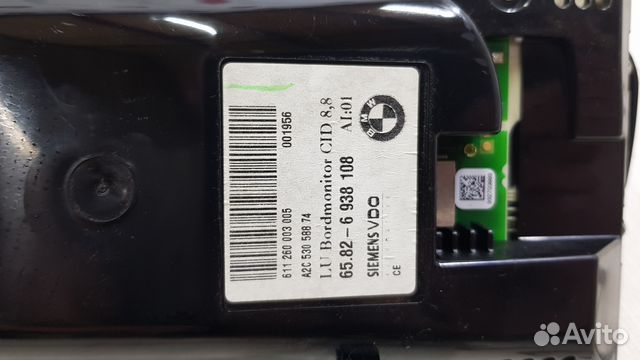 001956
611 260 003 005
A2C 530 588 74
LU Bordmonitor CID 8,8
AI:01
65.82-6 938 108
SIEMENS VDO
CE
BMW
Avito